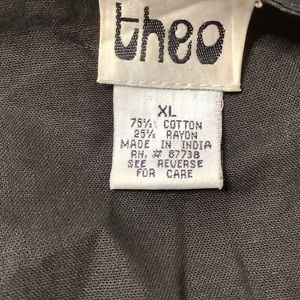 theo
XL
75% COTTON
25% RAYON
MADE IN INDIA
RN. # 87738
SEE REVERSE
FOR CARE